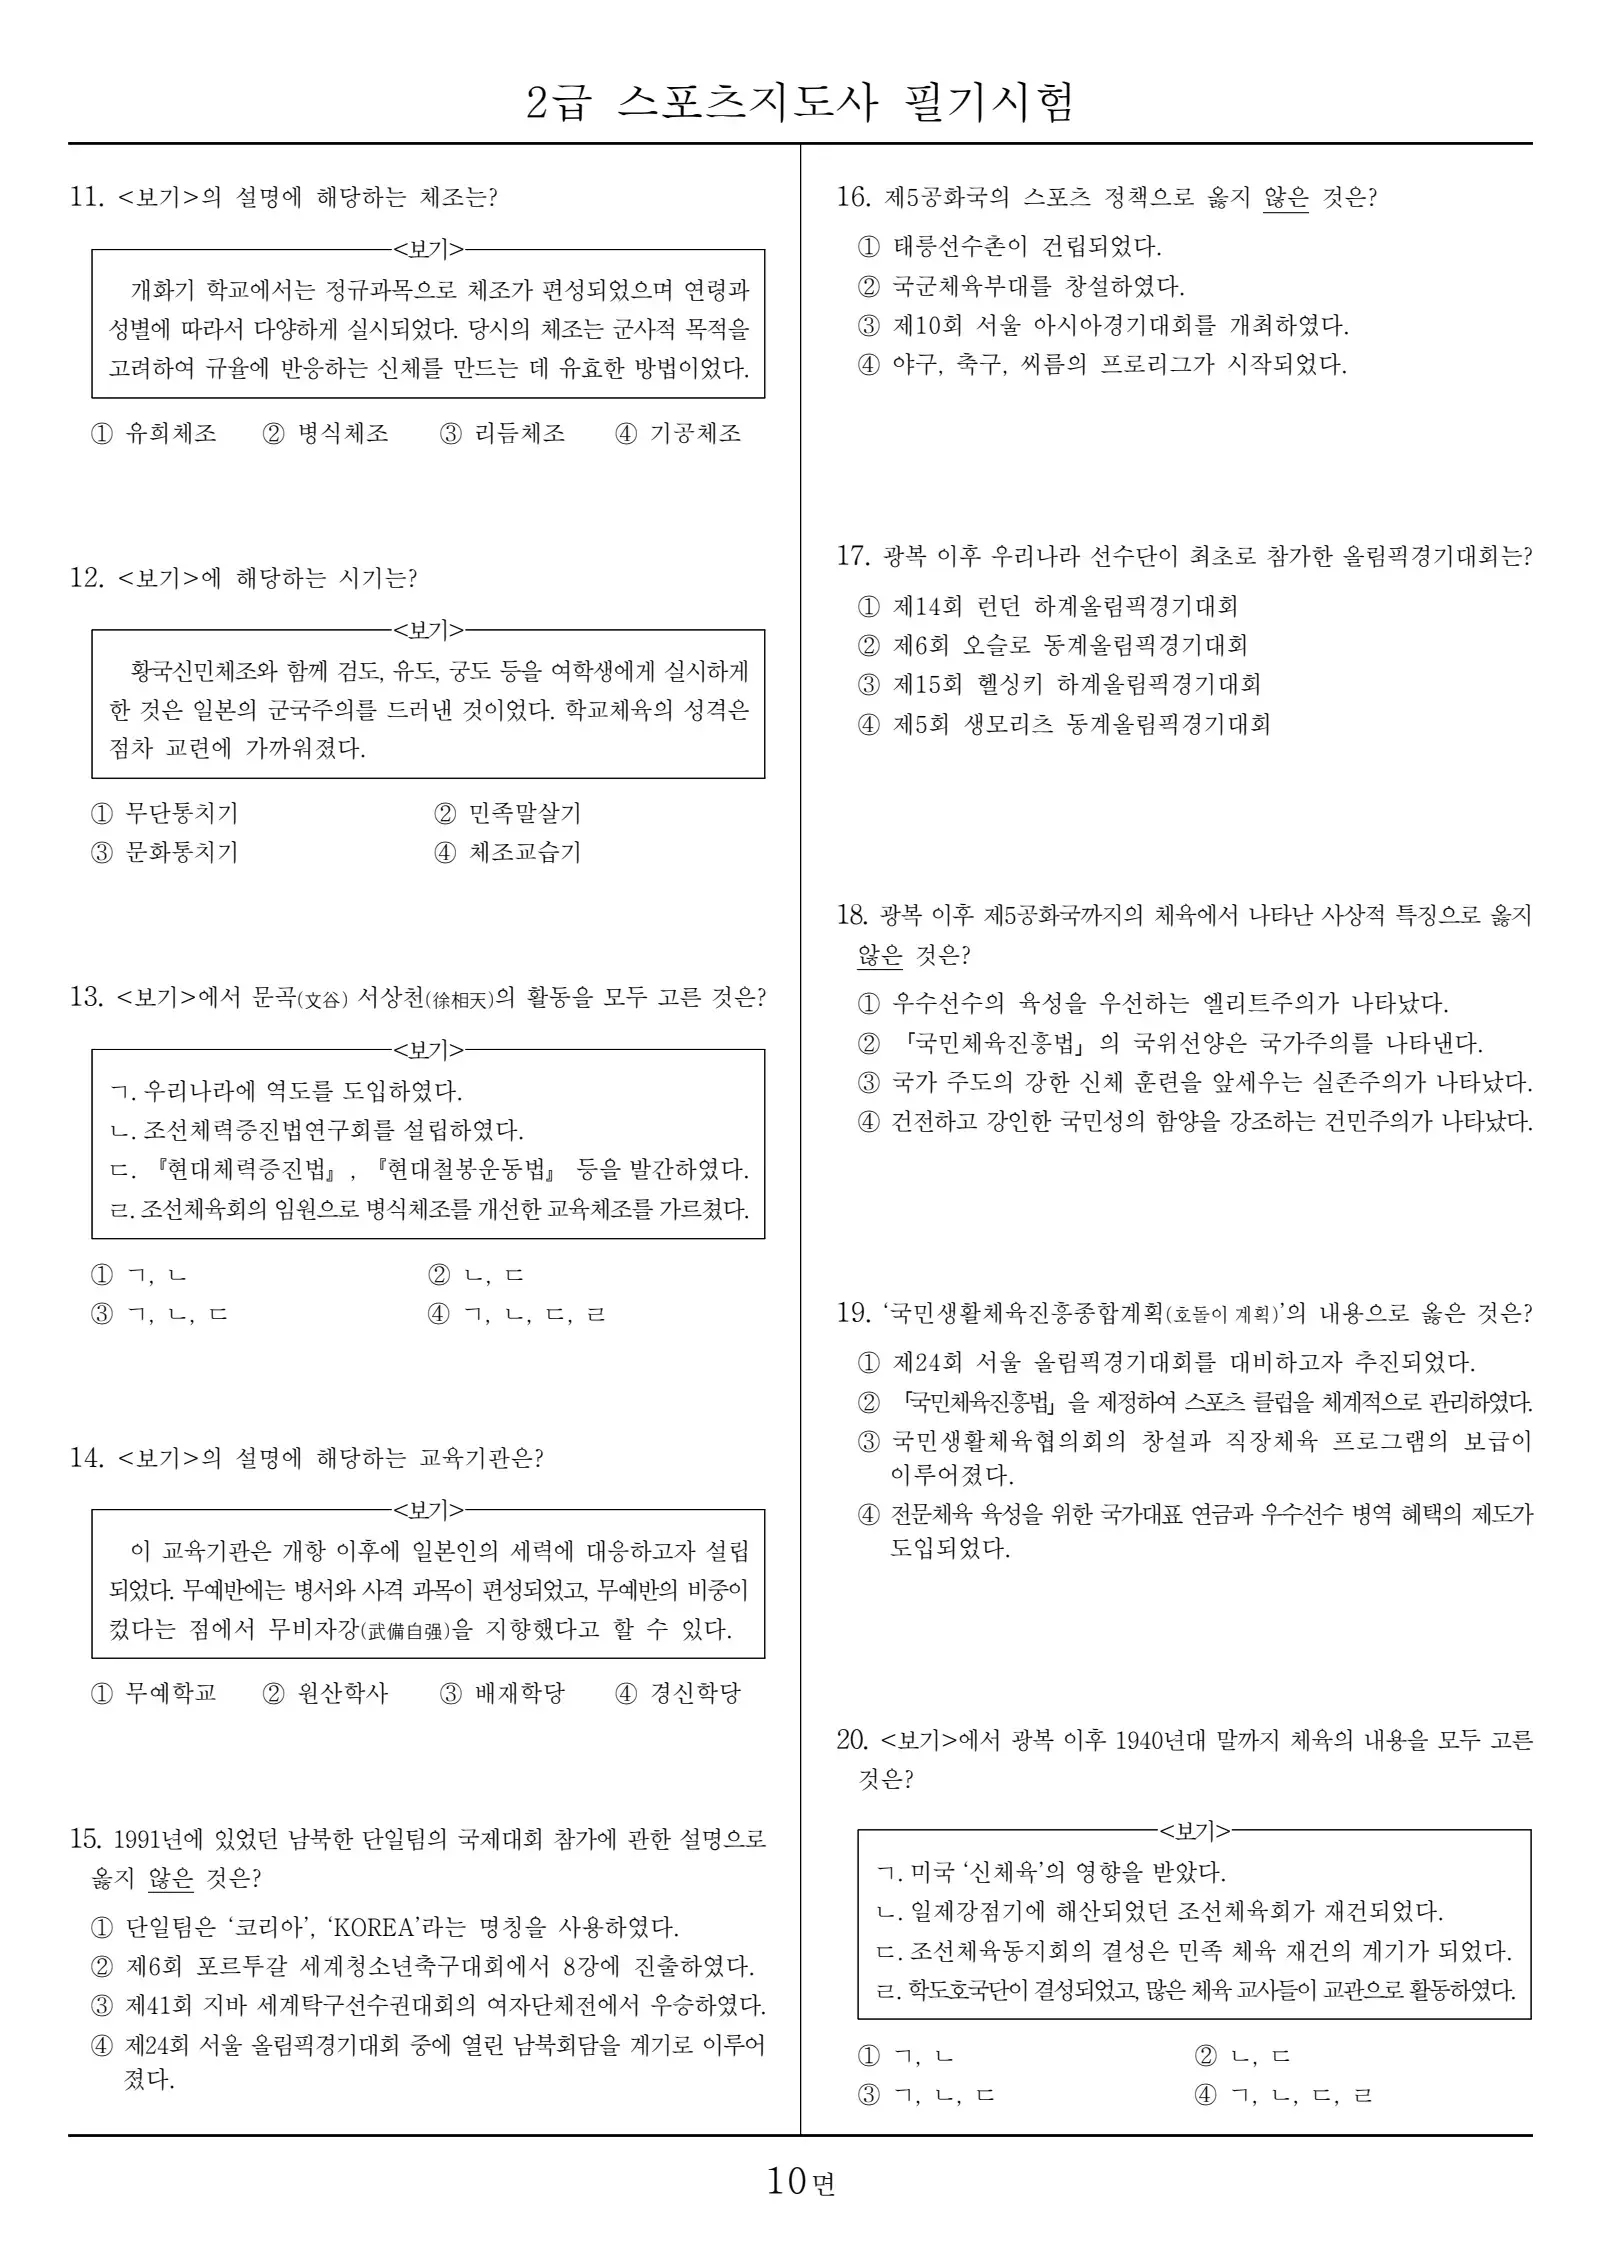 2급 스포츠지도사 필기시험
11. <보기>의 설명에 해당하는 체조는?
<보기>
개화기 학교에서는 정규과목으로 체조가 편성되었으며 연령과
성별에 따라서 다양하게 실시되었다. 당시의 체조는 군사적 목적을
고려하여 규율에 반응하는 신체를 만드는 데 유효한 방법이었다.
① 유희체조 ② 병식체조 ③ 리듬체조 ④ 기공체조
12. <보기>에 해당하는 시기는?
<보기>
황국신민체조와 함께 검도, 유도, 궁도 등을 여학생에게 실시하게
한 것은 일본의 군국주의를 드러낸 것이었다. 학교체육의 성격은
점차 교련에 가까워졌다.
① 무단통치기 ② 민족말살기
③ 문화통치기 ④ 체조교습기
13. <보기>에서 문곡(文谷) 서상천(徐相天)의 활동을 모두 고른 것은?
<보기>
ㄱ. 우리나라에 역도를 도입하였다.
ㄴ. 조선체력증진법연구회를 설립하였다.
ㄷ. 『현대체력증진법』, 『현대철봉운동법』 등을 발간하였다.
ㄹ. 조선체육회의 임원으로 병식체조를 개선한 교육체조를 가르쳤다.
① ㄱ, ㄴ ② ㄴ, ㄷ
③ ㄱ, ㄴ, ㄷ ④ ㄱ, ㄴ, ㄷ, ㄹ
14. <보기>의 설명에 해당하는 교육기관은?
<보기>
이 교육기관은 개항 이후에 일본인의 세력에 대응하고자 설립
되었다. 무예반에는 병서와 사격 과목이 편성되었고, 무예반의 비중이
컸다는 점에서 무비자강(武備自强)을 지향했다고 할 수 있다.
① 무예학교 ② 원산학사 ③ 배재학당 ④ 경신학당
15. 1991년에 있었던 남북한 단일팀의 국제대회 참가에 관한 설명으로
옳지 않은 것은?
① 단일팀은 ‘코리아’, ‘KOREA’라는 명칭을 사용하였다.
② 제6회 포르투갈 세계청소년축구대회에서 8강에 진출하였다.
③ 제41회 지바 세계탁구선수권대회의 여자단체전에서 우승하였다.
④ 제24회 서울 올림픽경기대회 중에 열린 남북회담을 계기로 이루어
졌다.
16. 제5공화국의 스포츠 정책으로 옳지 않은 것은?
① 태릉선수촌이 건립되었다.
② 국군체육부대를 창설하였다.
③ 제10회 서울 아시아경기대회를 개최하였다.
④ 야구, 축구, 씨름의 프로리그가 시작되었다.
17. 광복 이후 우리나라 선수단이 최초로 참가한 올림픽경기대회는?
① 제14회 런던 하계올림픽경기대회
② 제6회 오슬로 동계올림픽경기대회
③ 제15회 헬싱키 하계올림픽경기대회
④ 제5회 생모리츠 동계올림픽경기대회
18. 광복 이후 제5공화국까지의 체육에서 나타난 사상적 특징으로 옳지
않은 것은?
① 우수선수의 육성을 우선하는 엘리트주의가 나타났다.
② 「국민체육진흥법」의 국위선양은 국가주의를 나타낸다.
③ 국가 주도의 강한 신체 훈련을 앞세우는 실존주의가 나타났다.
④ 건전하고 강인한 국민성의 함양을 강조하는 건민주의가 나타났다.
19. ‘국민생활체육진흥종합계획(호돌이 계획)’의 내용으로 옳은 것은?
① 제24회 서울 올림픽경기대회를 대비하고자 추진되었다.
② 「국민체육진흥법」을 제정하여 스포츠 클럽을 체계적으로 관리하였다.
③ 국민생활체육협의회의 창설과 직장체육 프로그램의 보급이
이루어졌다.
④ 전문체육 육성을 위한 국가대표 연금과 우수선수 병역 혜택의 제도가
도입되었다.
20. <보기>에서 광복 이후 1940년대 말까지 체육의 내용을 모두 고른
것은?
<보기>
ㄱ. 미국 ‘신체육’의 영향을 받았다.
ㄴ. 일제강점기에 해산되었던 조선체육회가 재건되었다.
ㄷ. 조선체육동지회의 결성은 민족 체육 재건의 계기가 되었다.
ㄹ. 학도호국단이 결성되었고, 많은 체육 교사들이 교관으로 활동하였다.
① ㄱ, ㄴ ② ㄴ, ㄷ
③ ㄱ, ㄴ, ㄷ ④ ㄱ, ㄴ, ㄷ, ㄹ
10면